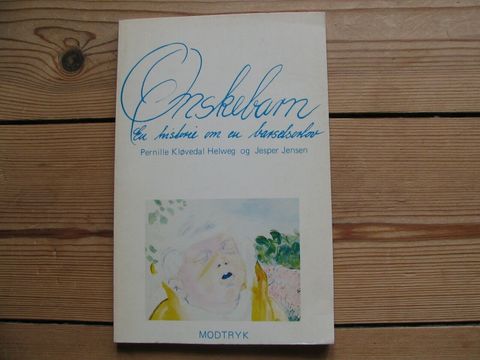 Ønskebarn
En historie om en barselsorlov
Pernille Kløvedal Helweg og Jesper Jensen
MODTRYK